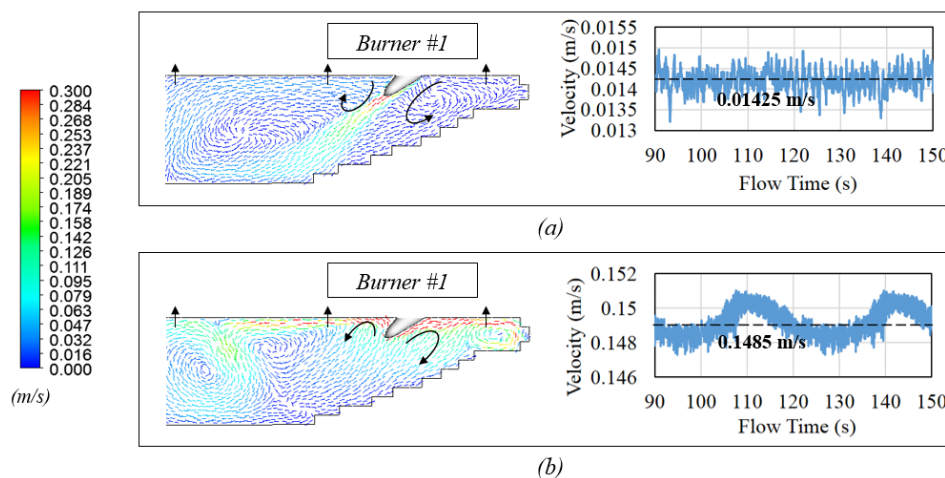 Burner #1
0.300
0.284
0.268
0.253
0.237
0.221
0.205
0.189
0.174
0.158
0.142
0.126
0.111
0.095
0.079
0.063
0.047
0.032
0.016
0.000
(m/s)
Velocity (m/s)
0.0155
0.015
0.0145
0.014
0.0135
0.013
0.01425 m/s
90 100 110 120 130 140 150
Flow Time (s)
(a)
Burner #1
Velocity (m/s)
0.152
0.15
0.148
0.146
0.1485 m/s
90 100 110 120 130 140 150
Flow Time (s)
(b)